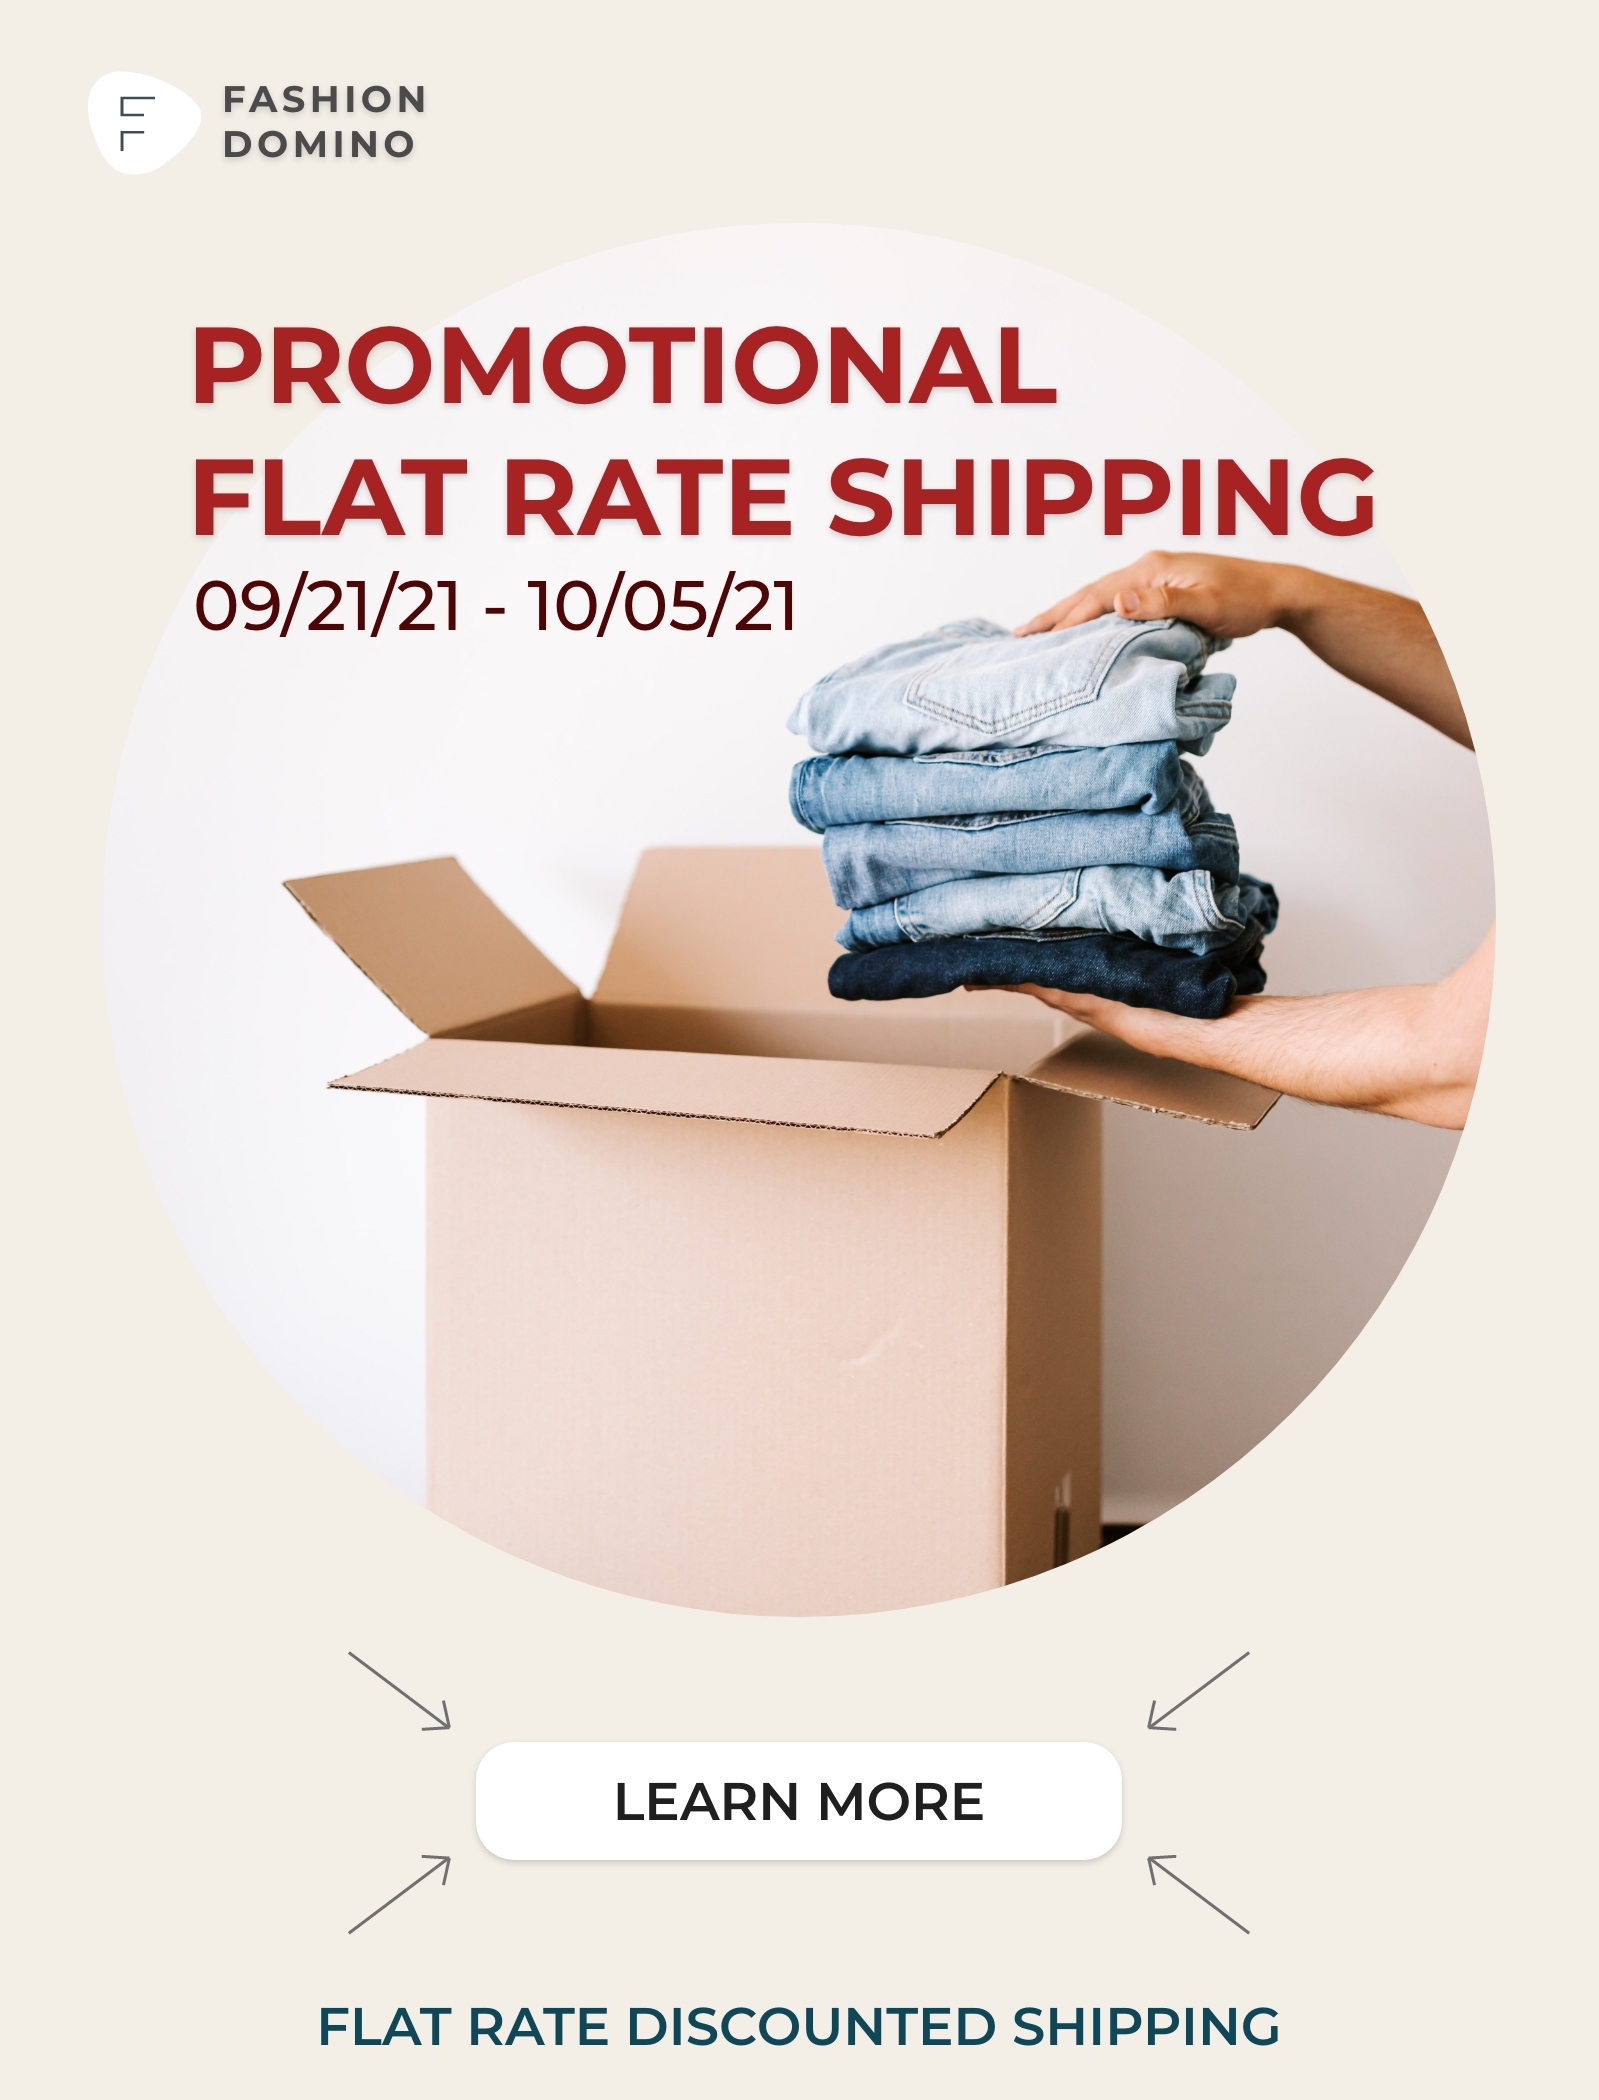 F
FASHION
DOMINO
PROMOTIONAL
FLAT RATE SHIPPING
09/21/21 - 10/05/21
LEARN MORE
FLAT RATE DISCOUNTED SHIPPING